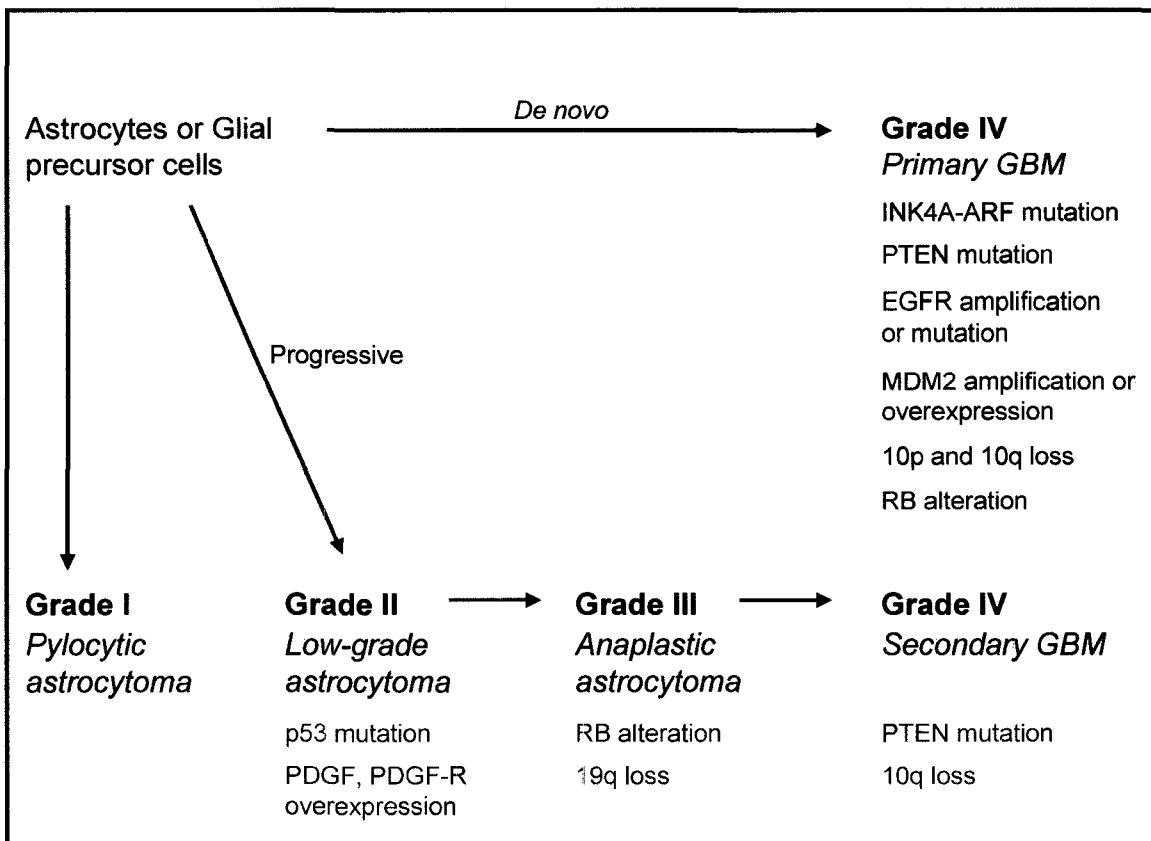 De novo
Astrocytes or Glial
precursor cells
Grade IV
Primary GBM
INK4A-ARF mutation
PTEN mutation
EGFR amplification
or mutation
MDM2 amplification or
overexpression
10p and 10q loss
RB alteration
Progressive
Grade I
Pylocytic
astrocytoma
Grade II
Low-grade
astrocytoma
p53 mutation
PDGF, PDGF-R
overexpression
Grade III
Anaplastic
astrocytoma
RB alteration
19q loss
Grade IV
Secondary GBM
PTEN mutation
10q loss